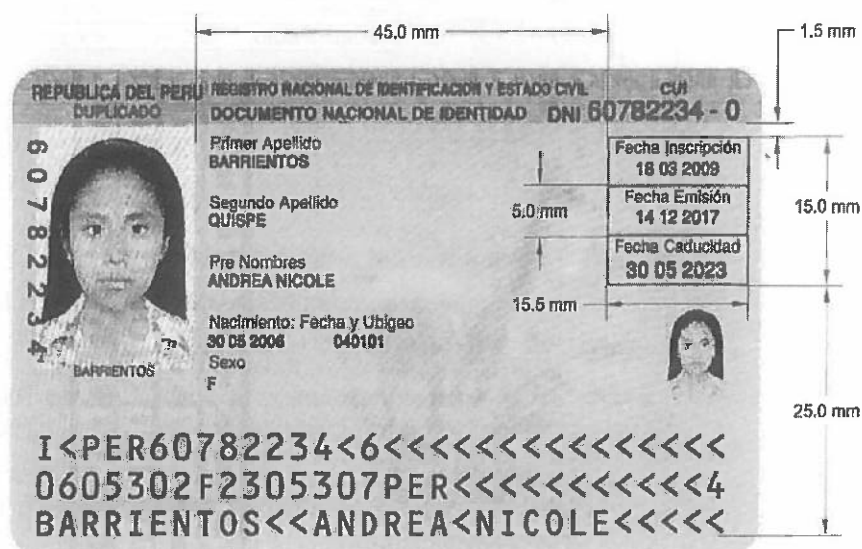 45.0 mm
1.5 mm
REPUBLICA DEL PERU
DUPLICADO
REGISTRO NACIONAL DE IDENTIFICACION Y ESTADO CIVIL
DOCUMENTO NACIONAL DE IDENTIDAD
CUI
DNI 60782234 - 0
60782234
Primer Apellido
BARRIENTOS
Segundo Apellido
QUISPE
Pre Nombres
ANDREA NICOLE
Nacimiento: Fecha y Ubigeo
30 05 2006 040101
Sexo
F
Fecha Inscripción
18 03 2009
Fecha Emisión
14 12 2017
Fecha Caducidad
30 05 2023
5.0 mm
15.0 mm
15.5 mm
25.0 mm
BARRIENTOS
F
I<PER60782234<6<<<<<<<<<<<<<<<
0605302F2305307PER<<<<<<<<<<<4
BARRIENTOS<<ANDREA<NICOLE<<<<<